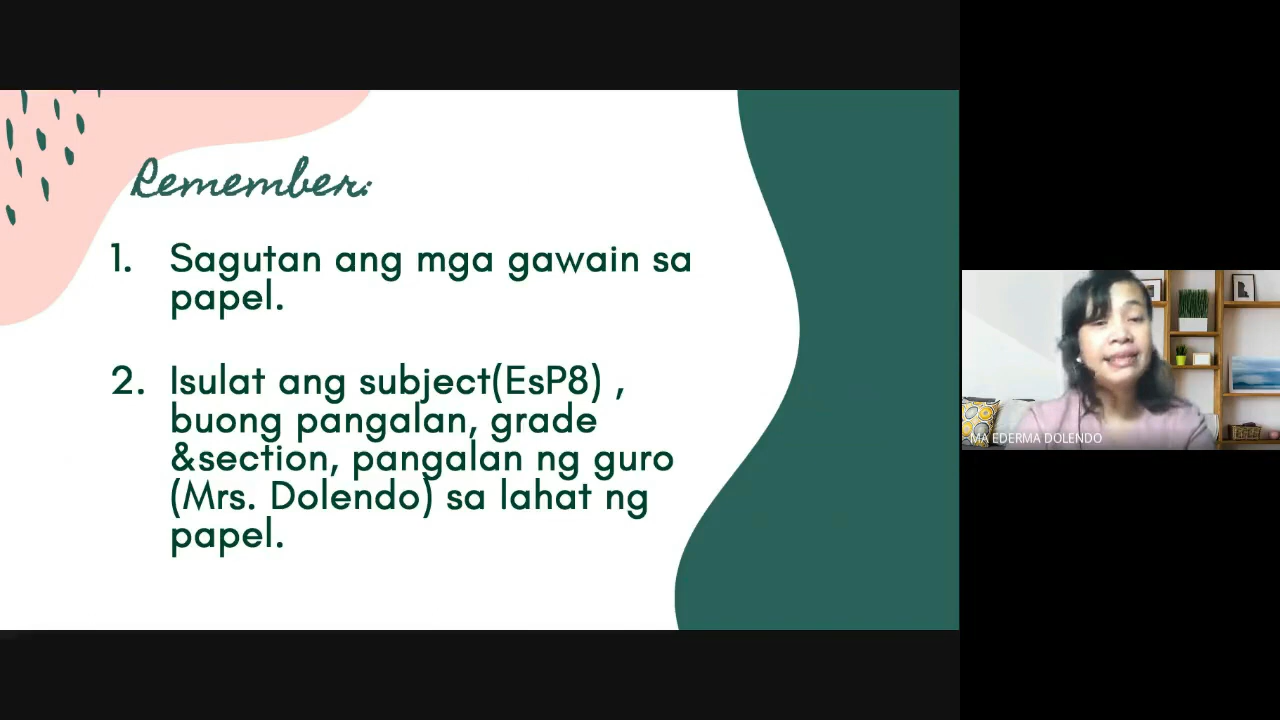 Remember:
1. Sagutan ang mga gawain sa
papel.
2. Isulat ang subject(EsP8) ,
buong pangalan, grade
&section, pangalan ng guro
(Mrs. Dolendo) sa lahat ng
papel.
MA EDERMA DOLENDO